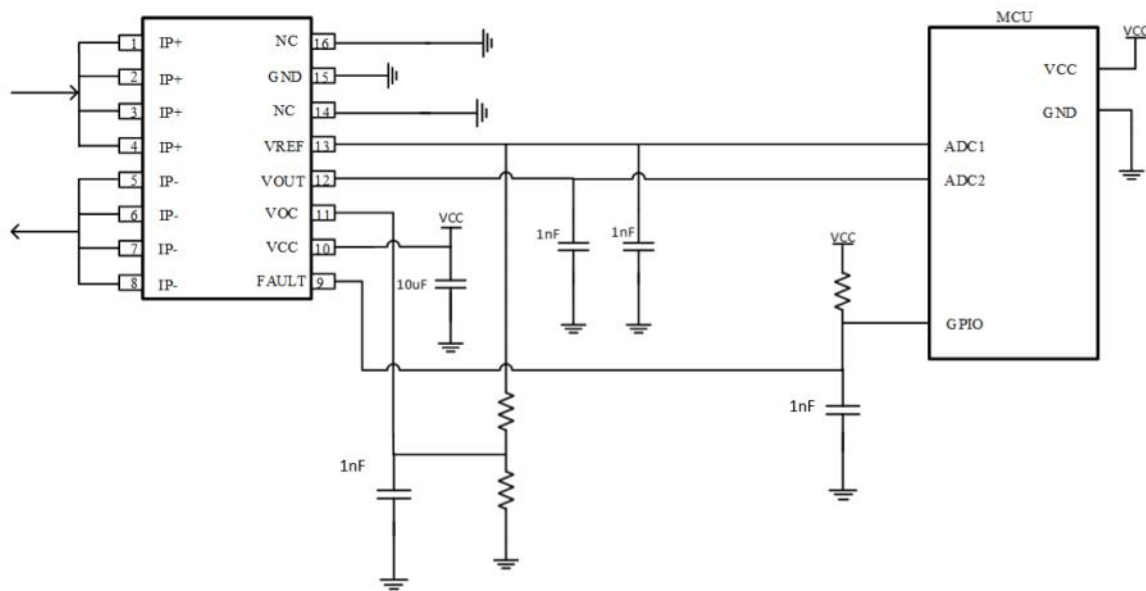 MCU
1 IP+ NC 16
2 IP+ GND 15
3 IP+ NC 14
4 IP+ VREF 13
5 IP- VOUT 12
6 IP- VOC 11
7 IP- VCC 10
8 IP- FAULT 9
VCC
10uF
1nF
1nF
1nF
VCC
1nF
VCC
VCC
GND
ADC1
ADC2
GPIO